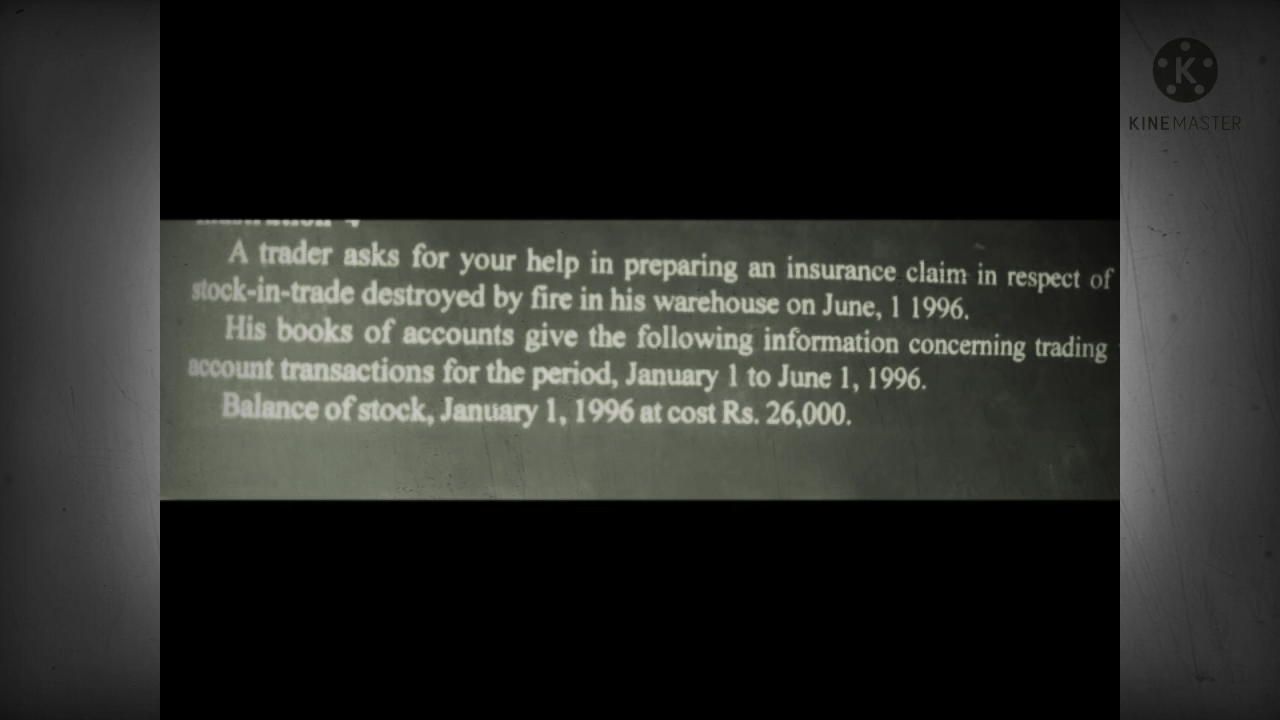 A trader asks for your help in preparing an insurance claim in respect of
stock-in-trade destroyed by fire in his warehouse on June, 1 1996.
His books of accounts give the following information concerning trading
account transactions for the period, January 1 to June 1, 1996.
Balance of stock, January 1, 1996 at cost Rs. 26,000.
K
KINEMASTER